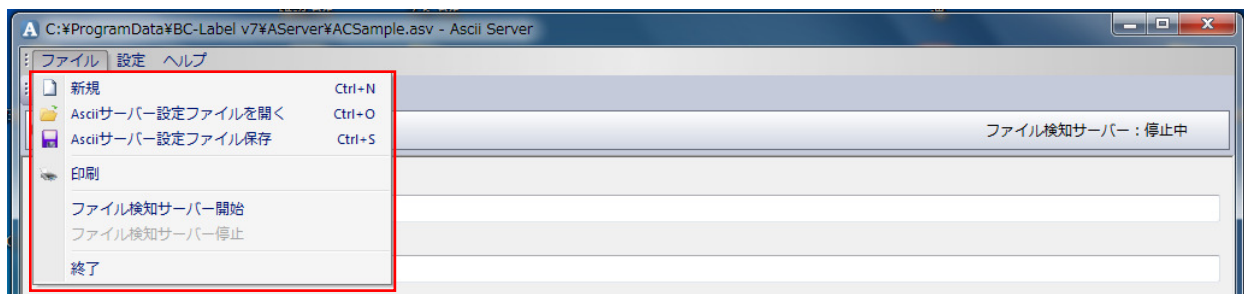 C:¥ProgramData¥BC-Label v7¥AServer¥ACSample.asv - Ascii Server
ファイル 設定 ヘルプ
新規 Ctrl+N
Asciiサーバー設定ファイルを開く Ctrl+O
Asciiサーバー設定ファイル保存 Ctrl+S
ファイル検知サーバー：停止中
印刷
ファイル検知サーバー開始
ファイル検知サーバー停止
終了